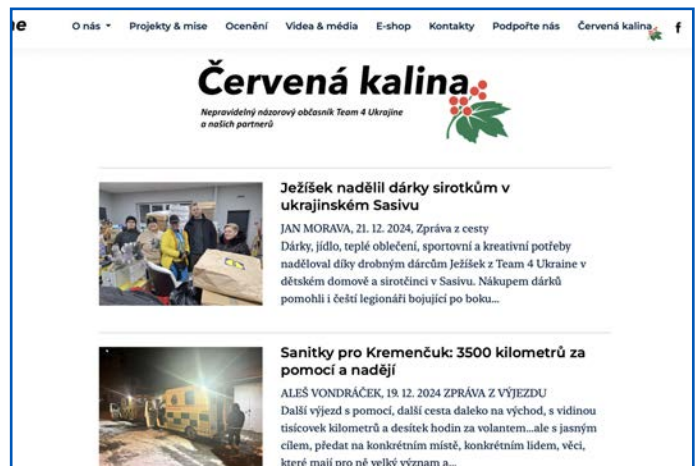 O nás Projekty & mise Ocenění Videa & média E-shop Kontakty Podpořte nás Červená kalina f
Červená kalina
Nepravidelný názorový občasník Team 4 Ukrajine
a našich partnerů
Ježíšek nadělil dárky sirotkům v
ukrajinském Sasivu
JAN MORAVA, 21. 12. 2024, Zpráva z cesty
Dárky, jídlo, teplé oblečení, sportovní a kreativní potřeby
naděloval díky drobným dárcům Ježíšek z Team 4 Ukraine v
dětském domově a sirotčinci v Sasivu. Nákupem dárků
pomohli i čeští legionáři bojující po boku...
Sanitky pro Kremenčuk: 3500 kilometrů za
pomocí a nadějí
ALEŠ VONDRÁČEK, 19. 12. 2024 ZPRÁVA Z VÝJEZDU
Další výjezd s pomocí, další cesta daleko na východ, s vidinou
tisícovek kilometrů a desítek hodin za volantem...ale s jasným
cílem, předat na konkrétním místě, konkrétním lidem, věci,
které mají pro ně velký význam a...